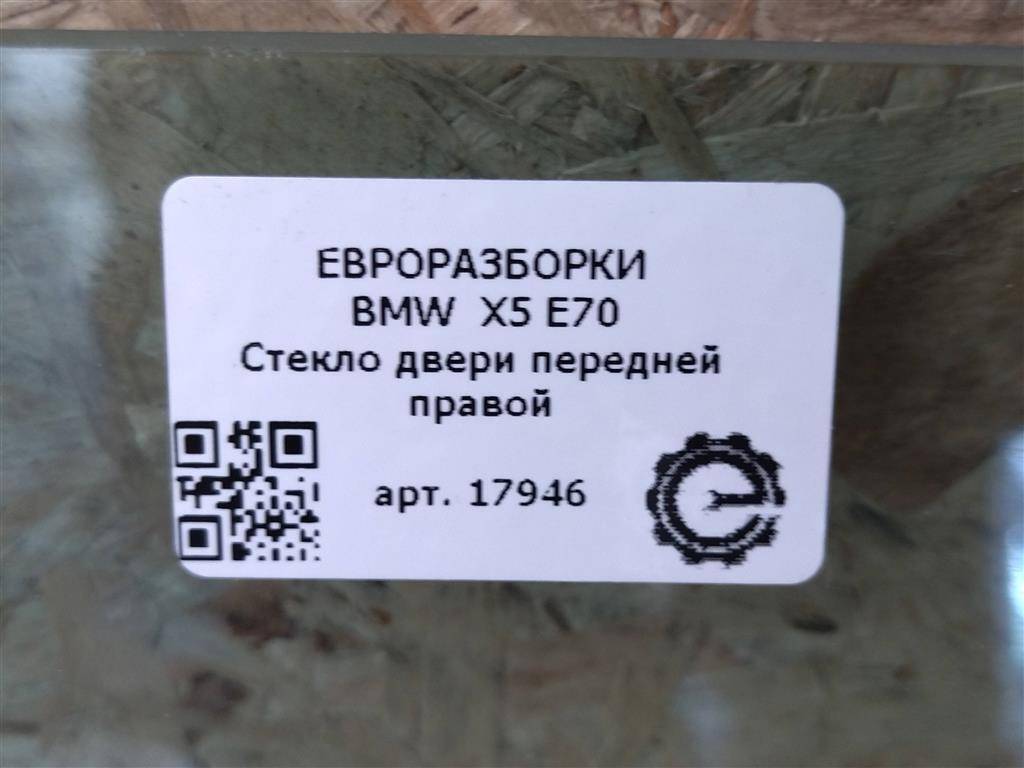 ЕВРОРАЗБОРКИ
BMW X5 E70
Стекло двери передней
правой
арт. 17946